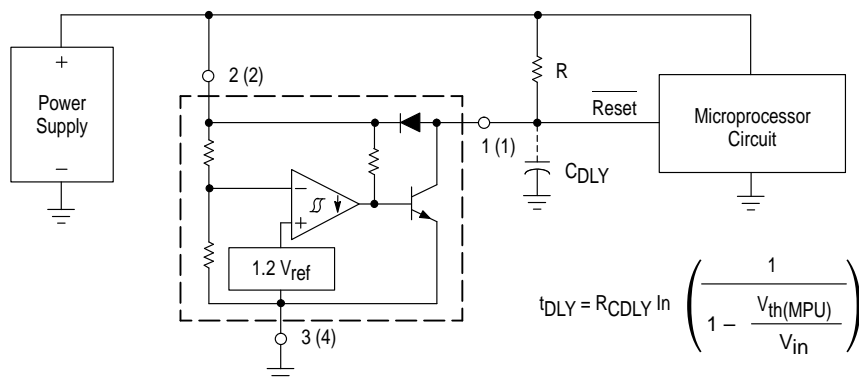 +
2 (2)
R
Power
Supply
Reset
1 (1)
Microprocessor
Circuit
–
CDLY
–
+
1.2 Vref
3 (4)
tDLY = RCDLY In ( 1 / ( 1 – Vth(MPU) / Vin ) )